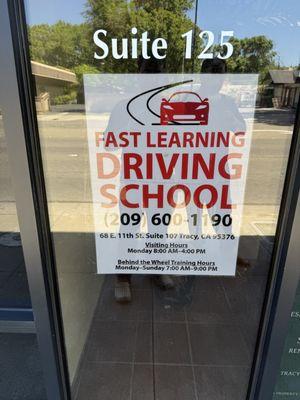 Suite 125
FAST LEARNING
DRIVING
SCHOOL
(209) 600-1190
68 E. 11th St. Suite 107 Tracy, CA 95376
Visiting Hours
Monday 8:00 AM–4:00 PM
Behind the Wheel Training Hours
Monday–Sunday 7:00 AM–9:00 PM
TRACY